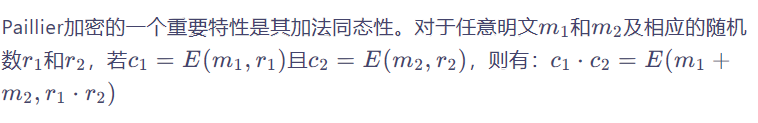 Paillier加密的一个重要特性是其加法同态性。对于任意明文m₁和m₂及相应的随机
数r₁和r₂，若c₁ = E(m₁, r₁)且c₂ = E(m₂, r₂)，则有：c₁ · c₂ = E(m₁ +
m₂, r₁ · r₂)